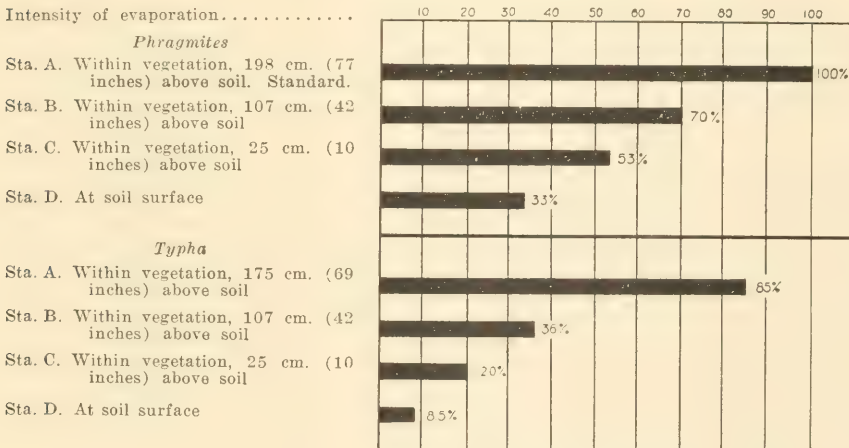 Intensity of evaporation.............
10 20 30 40 50 60 70 80 90 100
Phragmites
Sta. A. Within vegetation, 198 cm. (77
inches) above soil. Standard.
100%
Sta. B. Within vegetation, 107 cm. (42
inches) above soil
70%
Sta. C. Within vegetation, 25 cm. (10
inches) above soil
53%
Sta. D. At soil surface
33%
Typha
Sta. A. Within vegetation, 175 cm. (69
inches) above soil
85%
Sta. B. Within vegetation, 107 cm. (42
inches) above soil
36%
Sta. C. Within vegetation, 25 cm. (10
inches) above soil
20%
Sta. D. At soil surface
8.5%